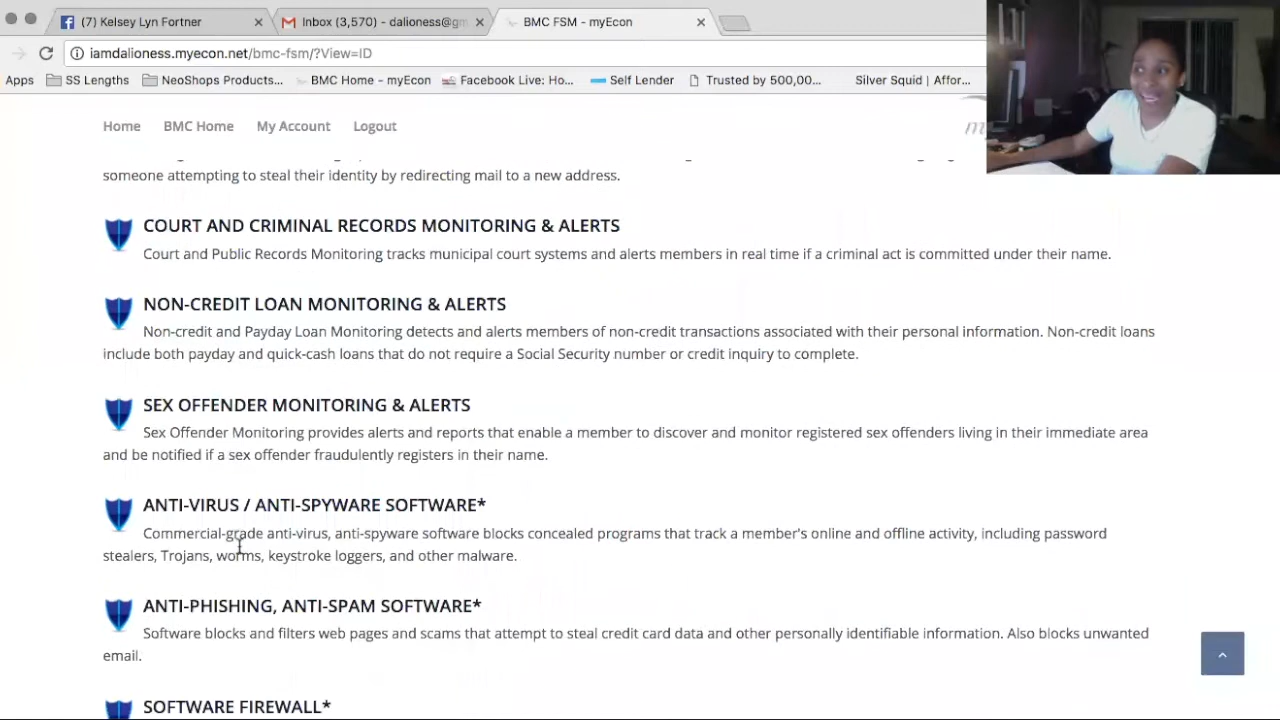 (7) Kelsey Lyn Fortner
Inbox (3,570) - dalioness@gm
BMC FSM - myEcon
iamdalioness.myecon.net/bmc-fsm/?View=ID
Apps SS Lengths NeoShops Products... BMC Home - myEcon Facebook Live: Ho... Self Lender Trusted by 500,00... Silver Squid | Affor...
Home BMC Home My Account Logout
m
someone attempting to steal their identity by redirecting mail to a new address.
COURT AND CRIMINAL RECORDS MONITORING & ALERTS
Court and Public Records Monitoring tracks municipal court systems and alerts members in real time if a criminal act is committed under their name.
NON-CREDIT LOAN MONITORING & ALERTS
Non-credit and Payday Loan Monitoring detects and alerts members of non-credit transactions associated with their personal information. Non-credit loans
include both payday and quick-cash loans that do not require a Social Security number or credit inquiry to complete.
SEX OFFENDER MONITORING & ALERTS
Sex Offender Monitoring provides alerts and reports that enable a member to discover and monitor registered sex offenders living in their immediate area
and be notified if a sex offender fraudulently registers in their name.
ANTI-VIRUS / ANTI-SPYWARE SOFTWARE*
Commercial-grade anti-virus, anti-spyware software blocks concealed programs that track a member's online and offline activity, including password
stealers, Trojans, worms, keystroke loggers, and other malware.
ANTI-PHISHING, ANTI-SPAM SOFTWARE*
Software blocks and filters web pages and scams that attempt to steal credit card data and other personally identifiable information. Also blocks unwanted
email.
SOFTWARE FIREWALL*